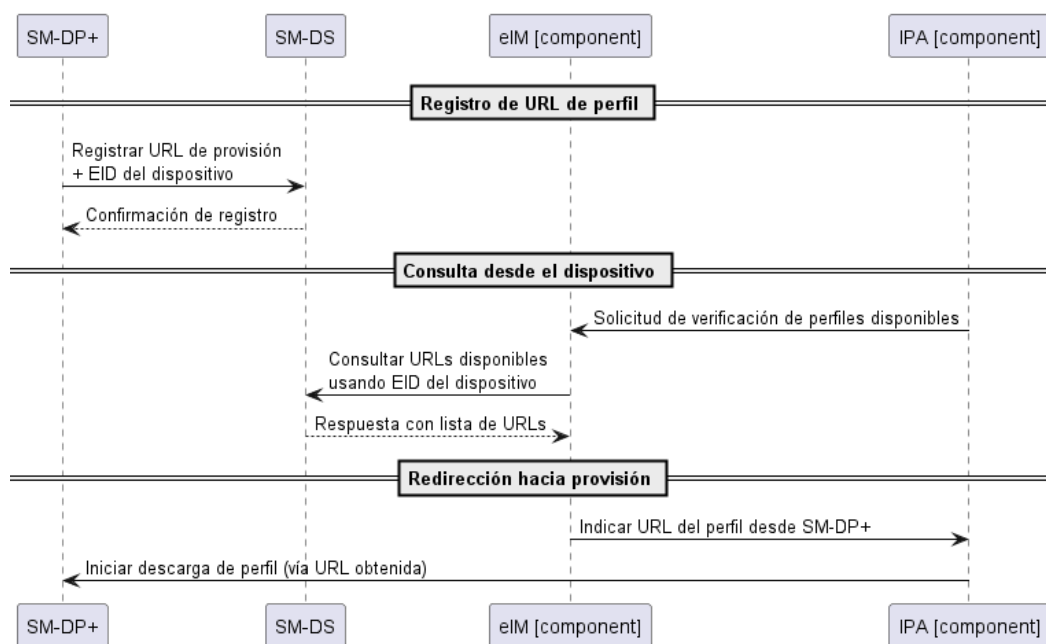 SM-DP+
SM-DS
eIM [component]
IPA [component]
Registro de URL de perfil
Registrar URL de provisión
+ EID del dispositivo
Confirmación de registro
Consulta desde el dispositivo
Solicitud de verificación de perfiles disponibles
Consultar URLs disponibles
usando EID del dispositivo
Respuesta con lista de URLs
Redirección hacia provisión
Indicar URL del perfil desde SM-DP+
Iniciar descarga de perfil (vía URL obtenida)
SM-DP+
SM-DS
eIM [component]
IPA [component]